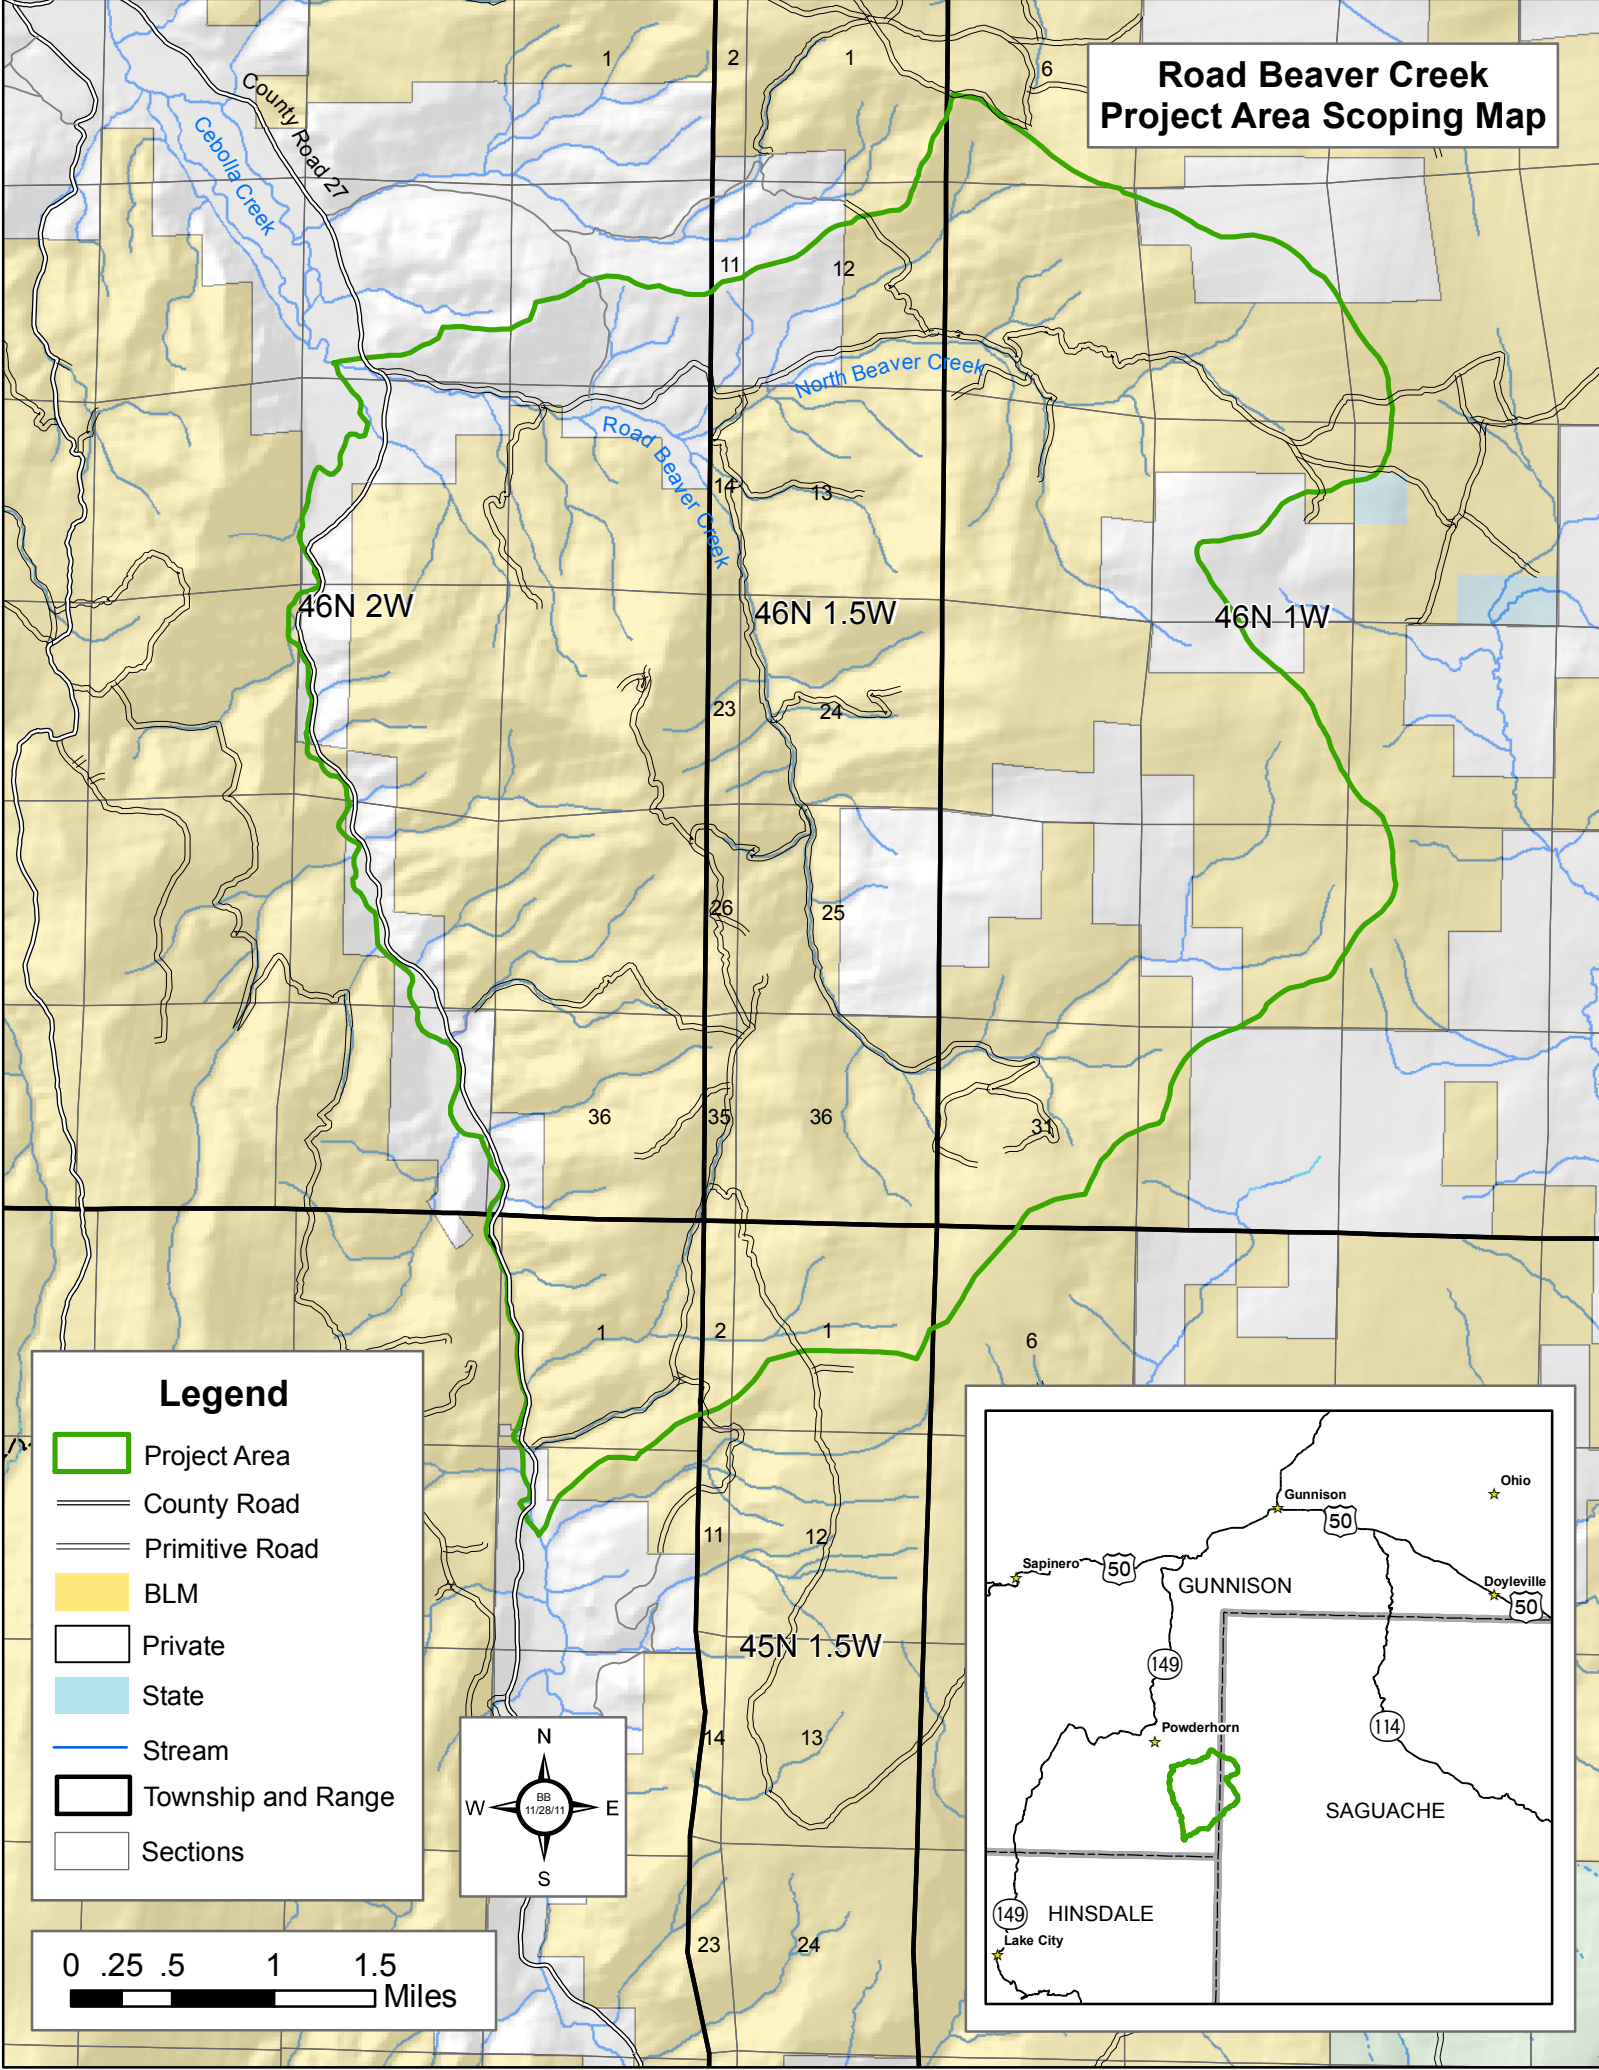 Road Beaver Creek
Project Area Scoping Map
1
2
1
6
County Road 27
Cebolla Creek
11
12
North Beaver Creek
Road Beaver Creek
14
13
46N 2W
46N 1.5W
46N 1W
23
24
26
25
36
35
36
31
1
2
1
6
11
12
45N 1.5W
14
13
23
24
Legend
Project Area
County Road
Primitive Road
BLM
Private
State
Stream
Township and Range
Sections
0 .25 .5 1 1.5
Miles
N
W
BB
11/28/11
E
S
Ohio
Gunnison
50
Sapinero
50
GUNNISON
Doyleville
50
149
Powderhorn
114
SAGUACHE
149
HINSDALE
Lake City